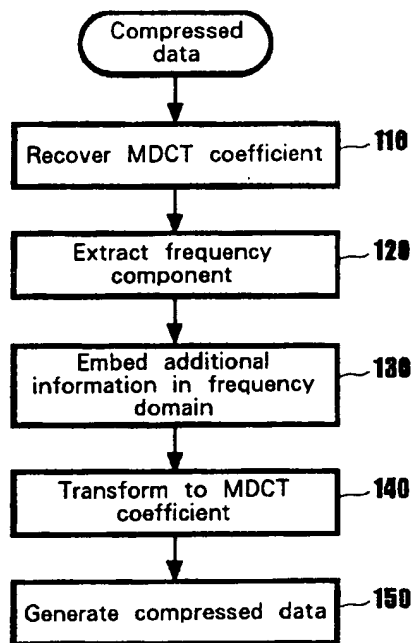 Compressed
data
Recover MDCT coefficient
110
Extract frequency
component
120
Embed additional
information in frequency
domain
130
Transform to MDCT
coefficient
140
Generate compressed data
150